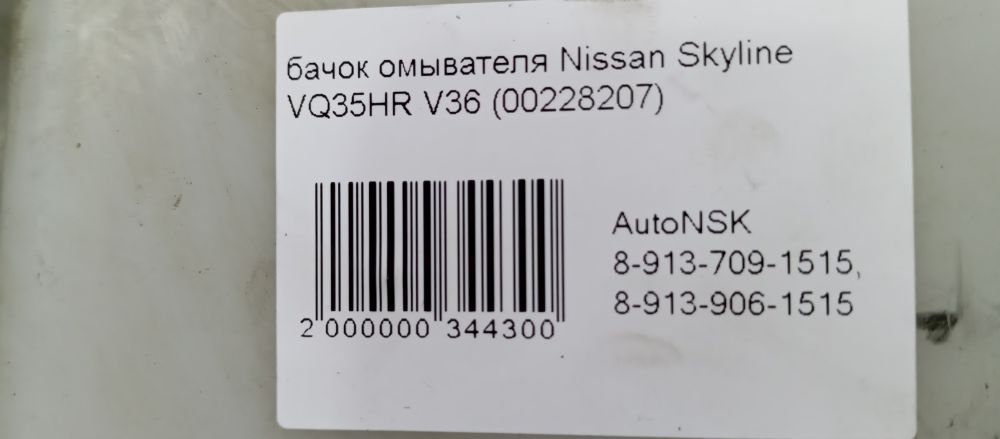 бачок омывателя Nissan Skyline
VQ35HR V36 (00228207)
AutoNSK
8-913-709-1515,
8-913-906-1515
2 000000 344300